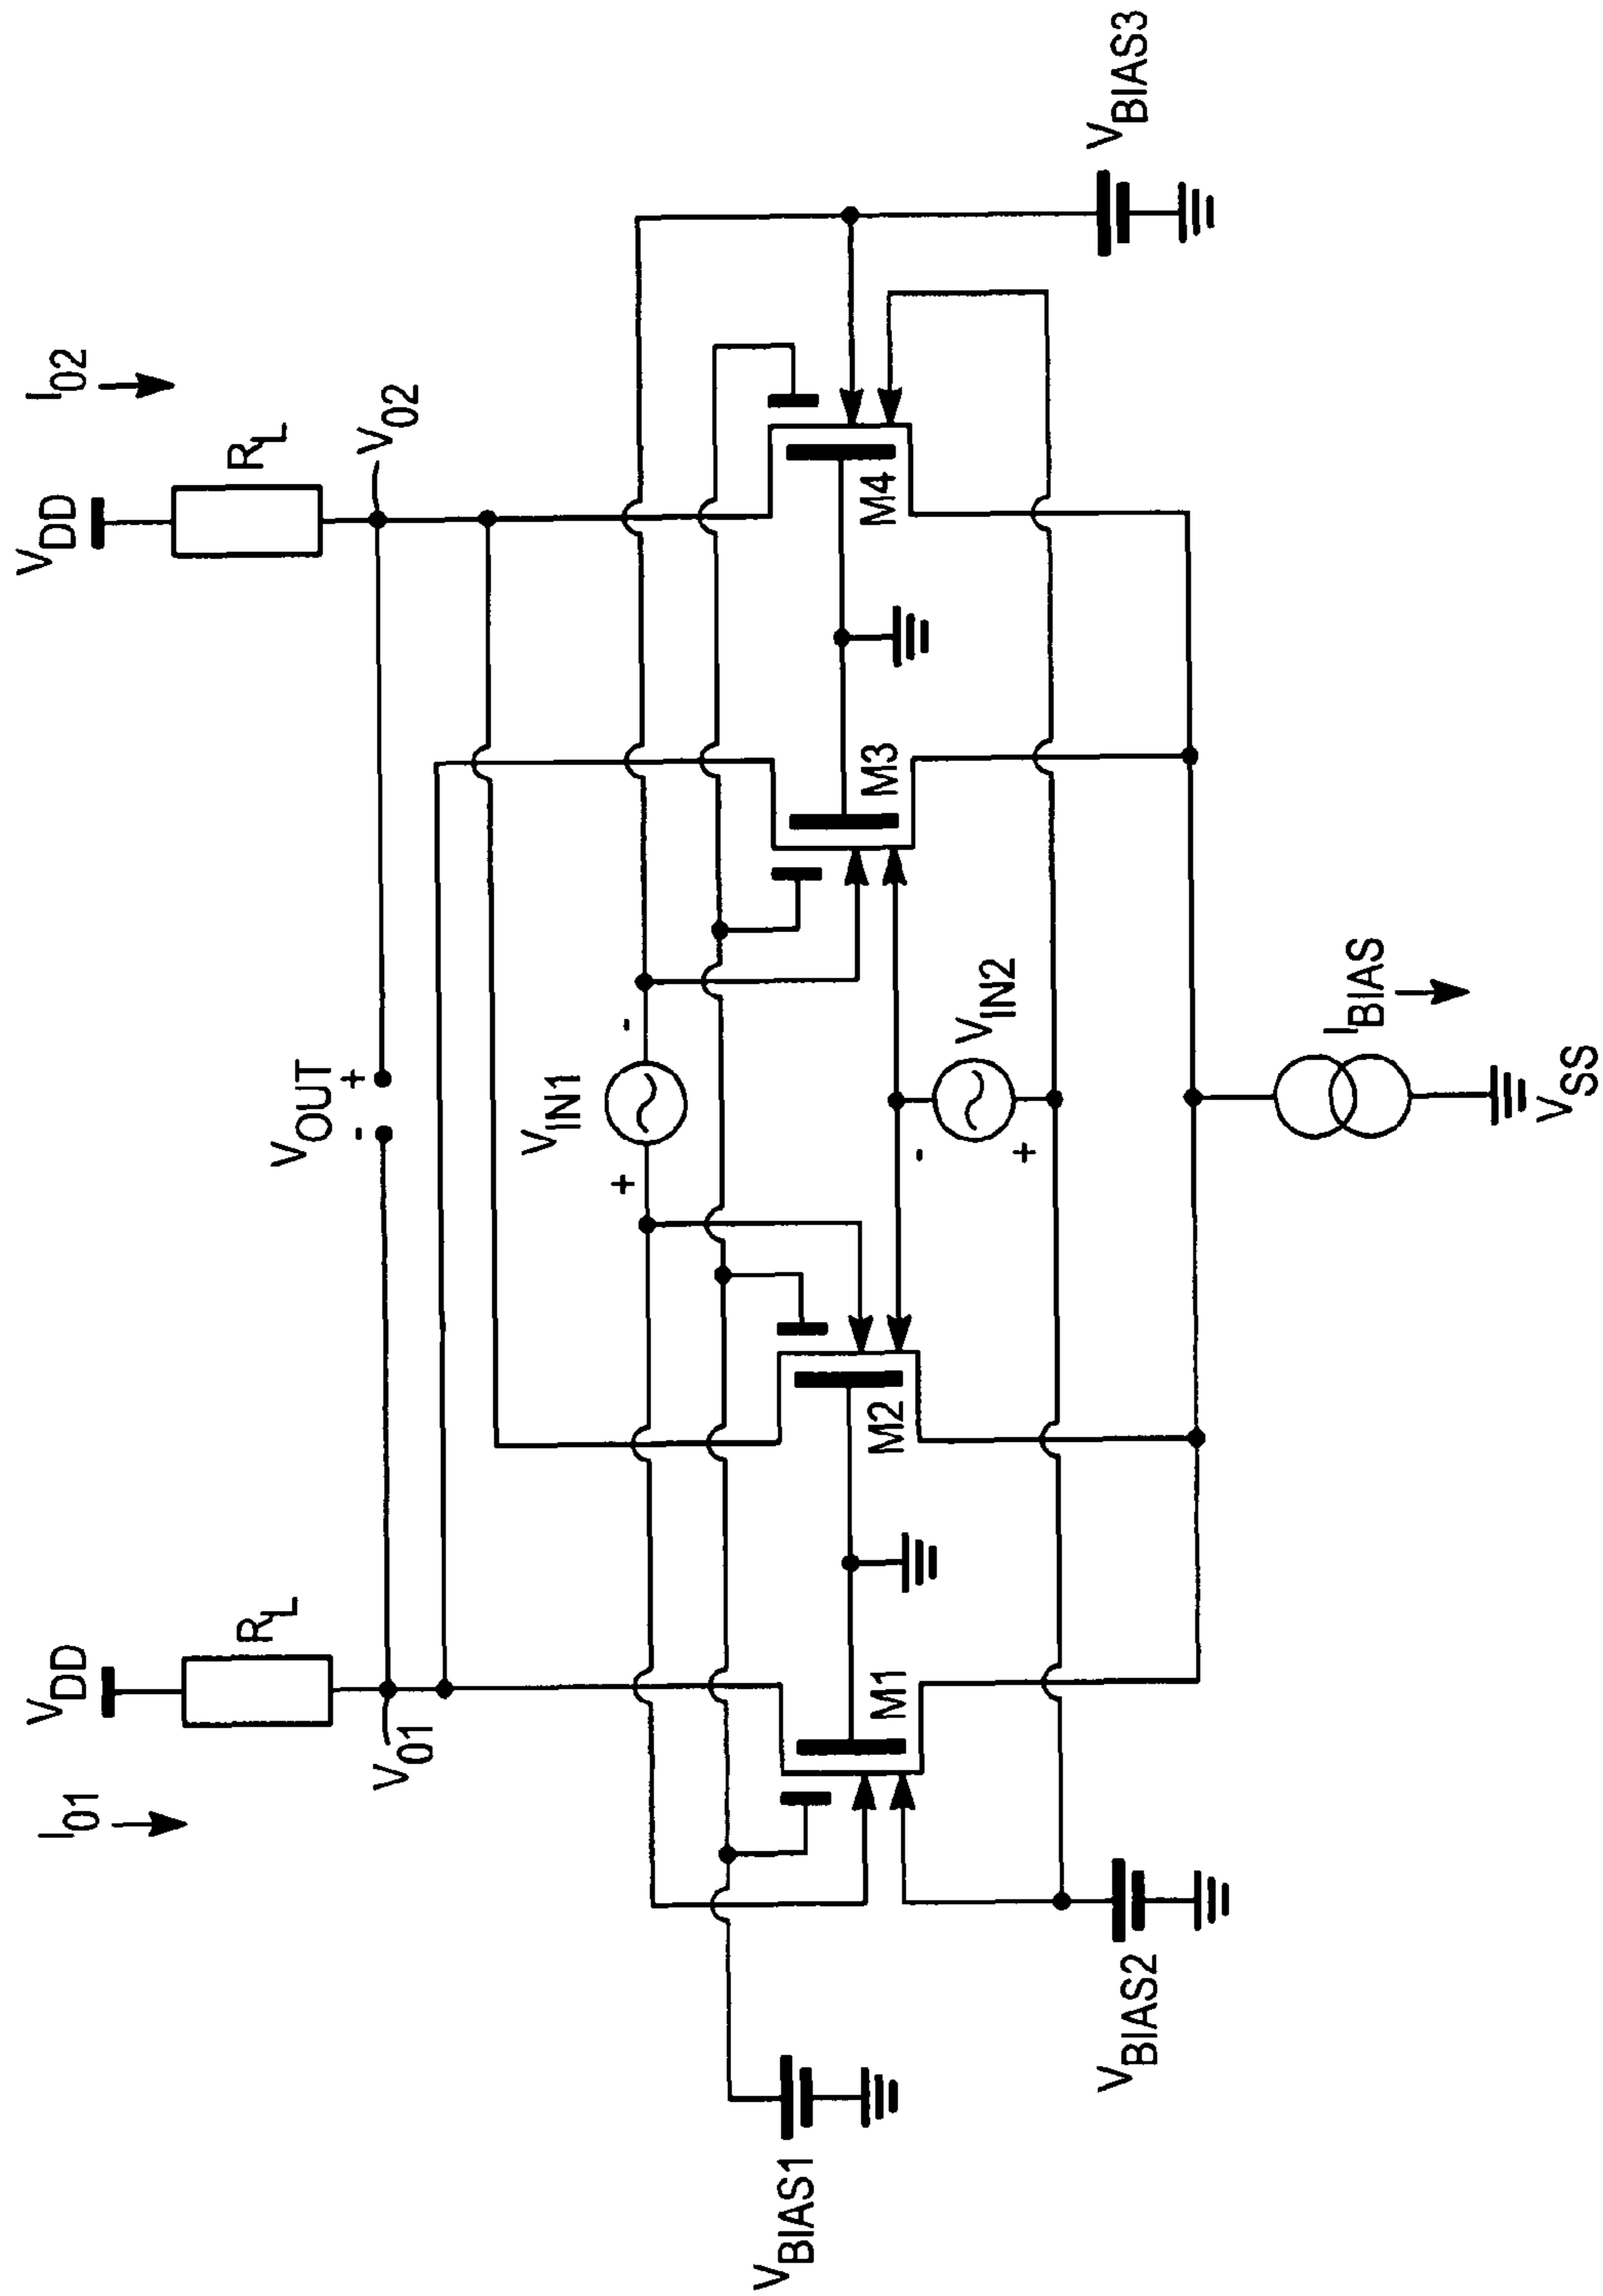 I01
VDD
RL
V01
VOUT
-
+
VDD
RL
I02
V02
VIN1
+
-
M1
M2
M3
M4
VIN2
-
+
VBIAS1
VBIAS2
VBIAS3
IBIAS
VSS